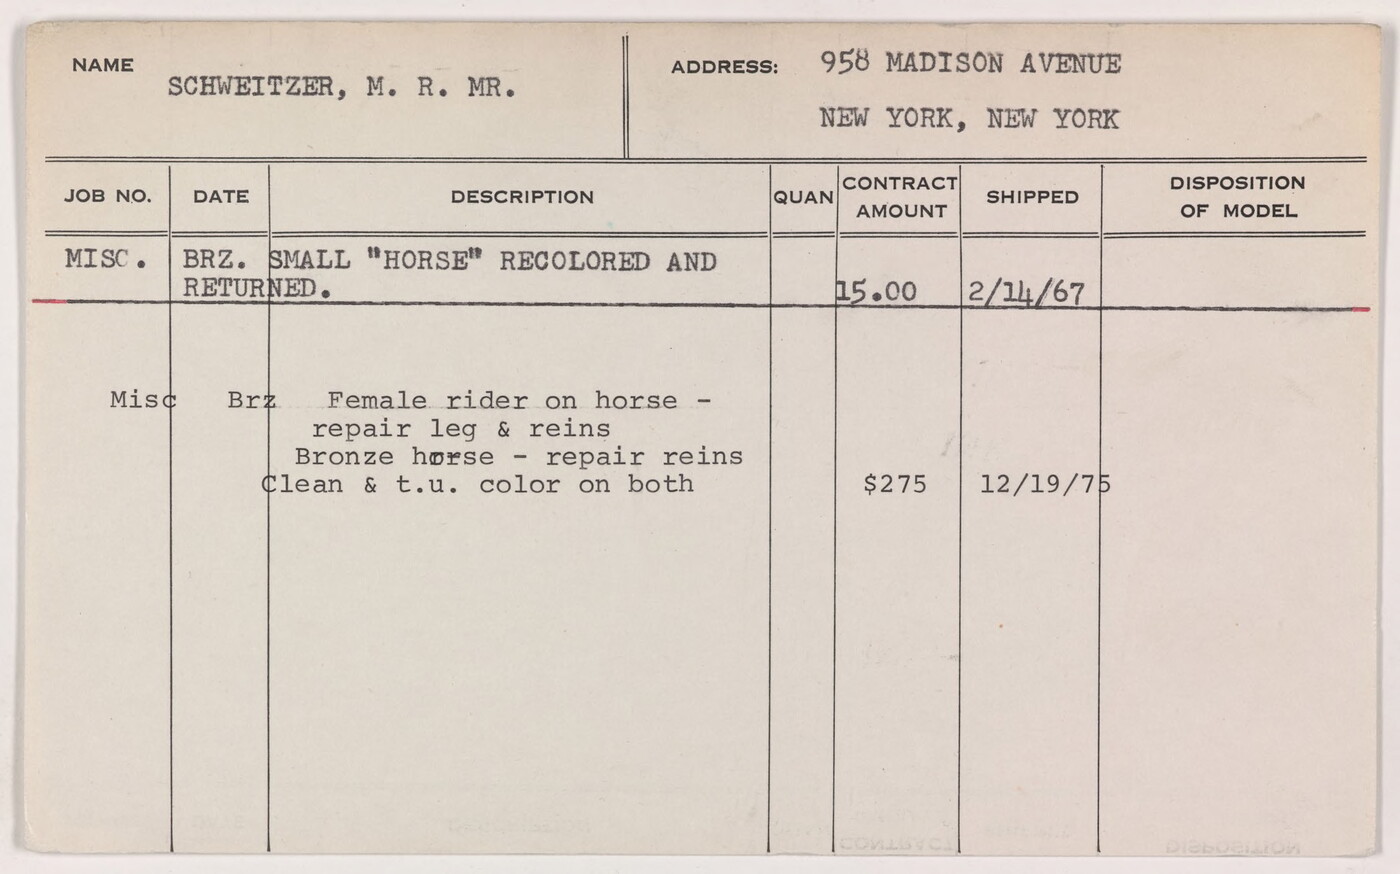 NAME SCHWEITZER, M. R. MR.
ADDRESS: 958 MADISON AVENUE
NEW YORK, NEW YORK
JOB NO. DATE DESCRIPTION QUAN CONTRACT AMOUNT SHIPPED DISPOSITION OF MODEL
MISC. BRZ. SMALL "HORSE" RECOLORED AND
RETURNED. 15.00 2/14/67
Misc Brz Female rider on horse -
repair leg & reins
Bronze horse - repair reins
Clean & t.u. color on both $275 12/19/75